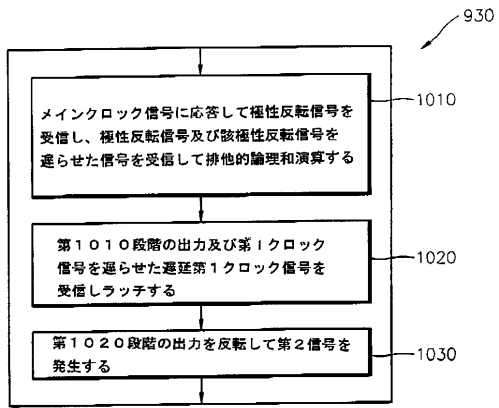 930
メインクロック信号に応答して極性反転信号を
受信し、極性反転信号及び該極性反転信号を
遅らせた信号を受信して排他的論理和演算する
1010
第1010段階の出力及び第1クロック
信号を遅らせた遅延第1クロック信号を
受信しラッチする
1020
第1020段階の出力を反転して第2信号を
発生する
1030